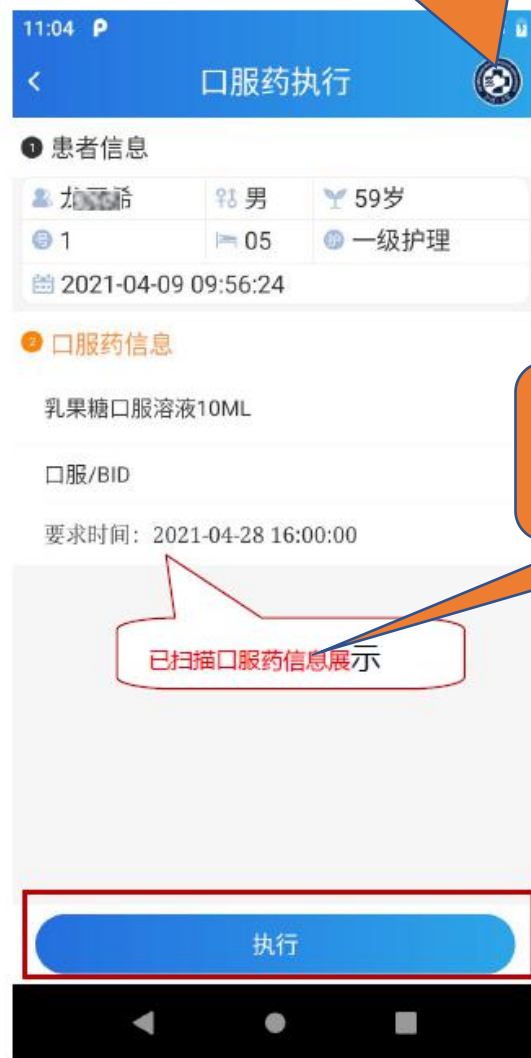 11:04 P
口服药执行
1 患者信息
男 59岁
1 05 护 一级护理
2021-04-09 09:56:24
2 口服药信息
乳果糖口服溶液10ML
口服/BID
要求时间：2021-04-28 16:00:00
已扫描口服药信息展示
执行